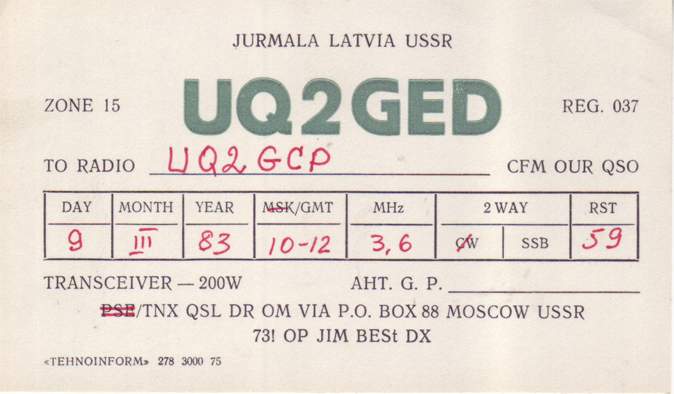 JURMALA LATVIA USSR
ZONE 15 UQ2GED REG. 037
TO RADIO UQ2GCP CFM OUR QSO
DAY MONTH YEAR MSK/GMT MHz 2 WAY RST
9 III 83 10-12 3,6 CW SSB 59
TRANSCEIVER — 200W AHT. G. P.
PSE/TNX QSL DR OM VIA P.O. BOX 88 MOSCOW USSR
73! OP JIM BESt DX
«TEHNOINFORM» 278 3000 75